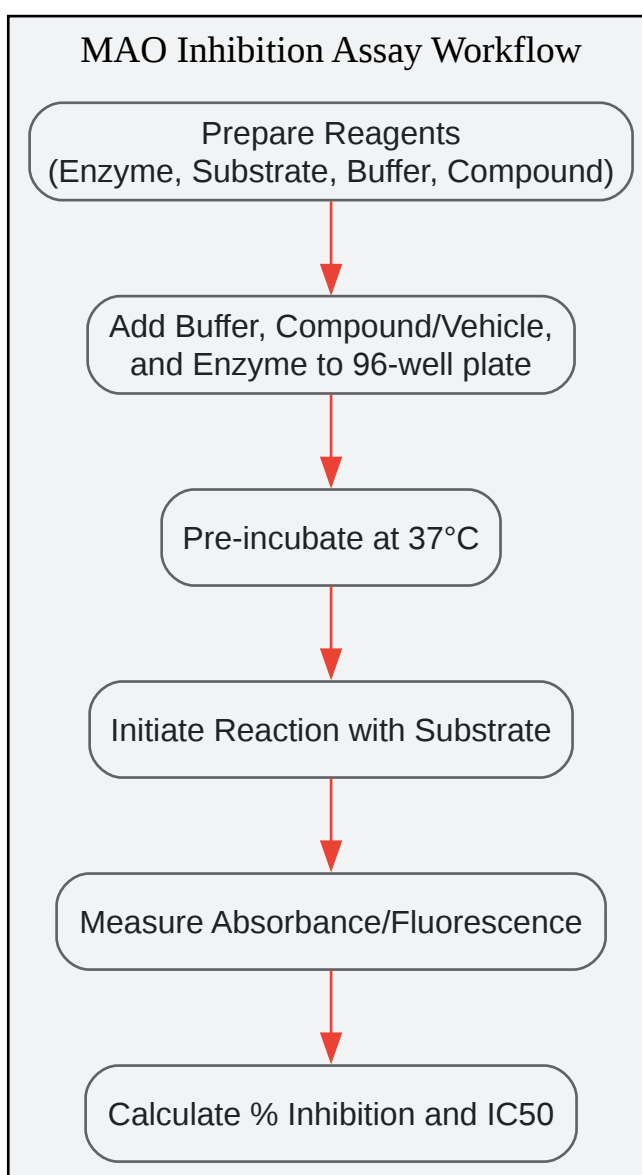 MAO Inhibition Assay Workflow
Prepare Reagents
(Enzyme, Substrate, Buffer, Compound)
Add Buffer, Compound/Vehicle,
and Enzyme to 96-well plate
Pre-incubate at 37°C
Initiate Reaction with Substrate
Measure Absorbance/Fluorescence
Calculate % Inhibition and IC50